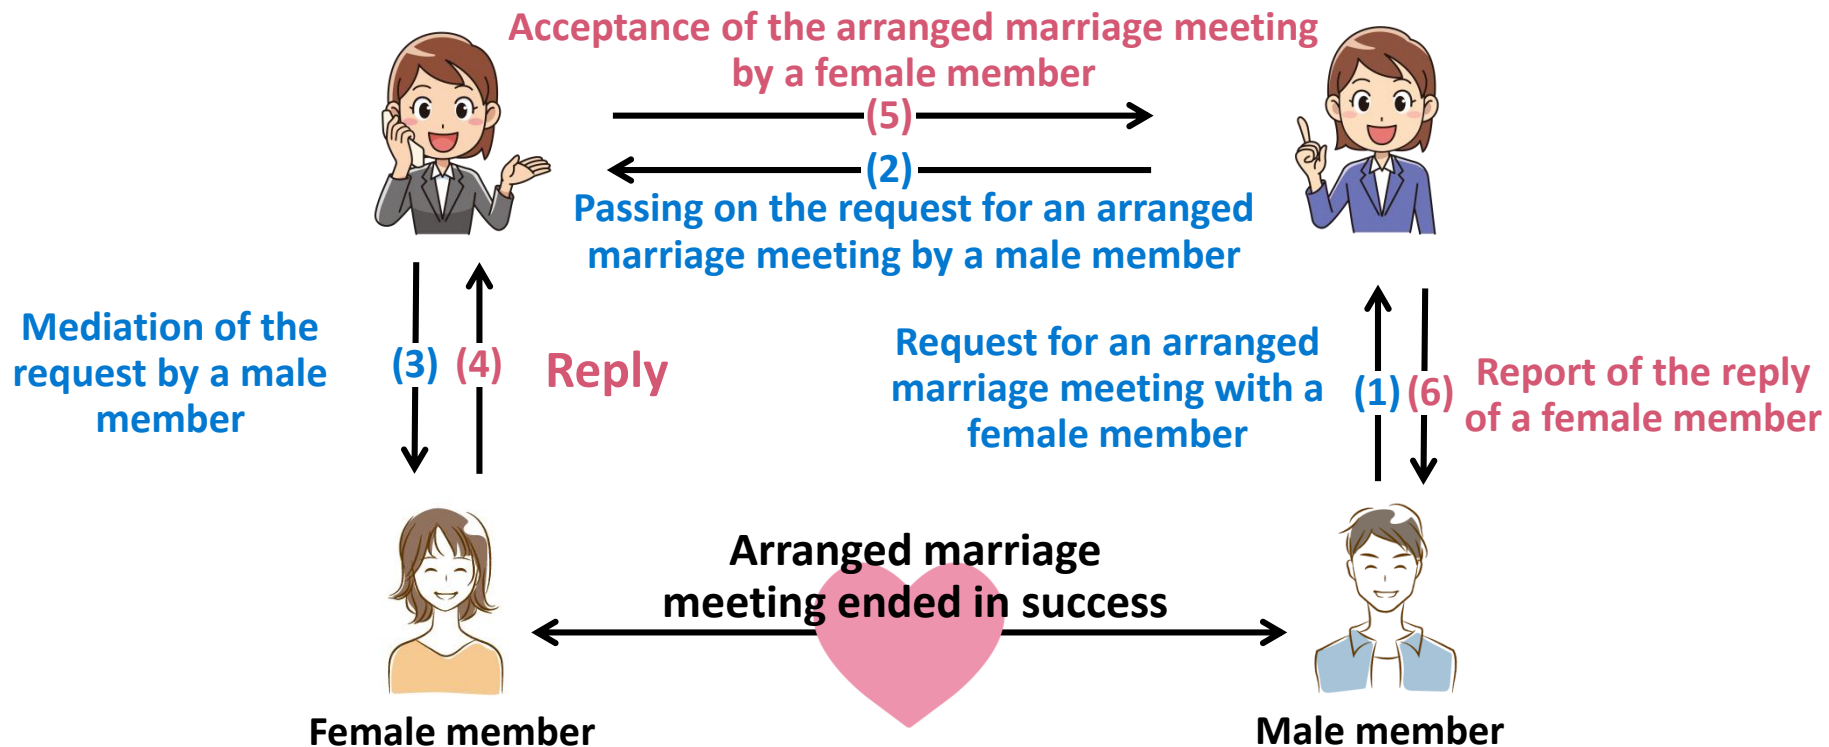 Acceptance of the arranged marriage meeting
by a female member
(5)
(2)
Passing on the request for an arranged
marriage meeting by a male member
Mediation of the
request by a male
member
(3)
(4)
Reply
Request for an arranged
marriage meeting with a
female member
(1)
(6)
Report of the reply
of a female member
Arranged marriage
meeting ended in success
Female member
Male member